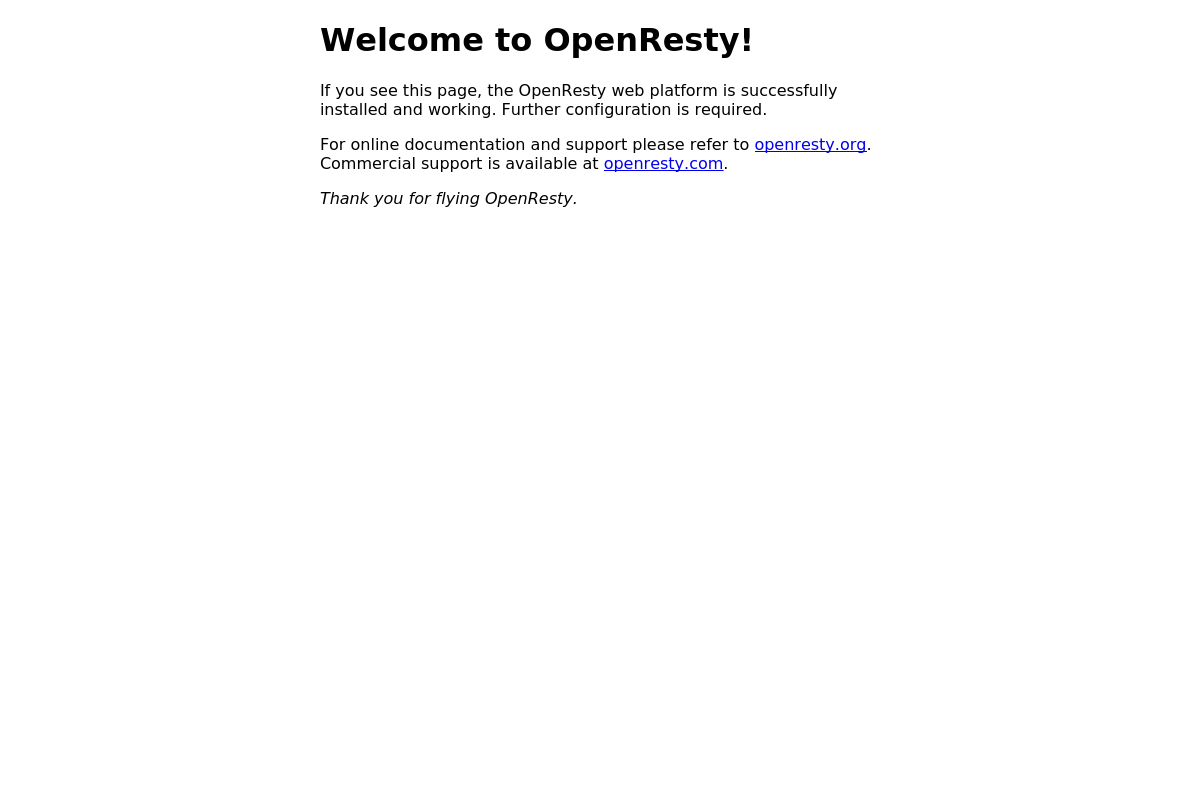 Welcome to OpenResty!
If you see this page, the OpenResty web platform is successfully
installed and working. Further configuration is required.
For online documentation and support please refer to openresty.org.
Commercial support is available at openresty.com.
Thank you for flying OpenResty.